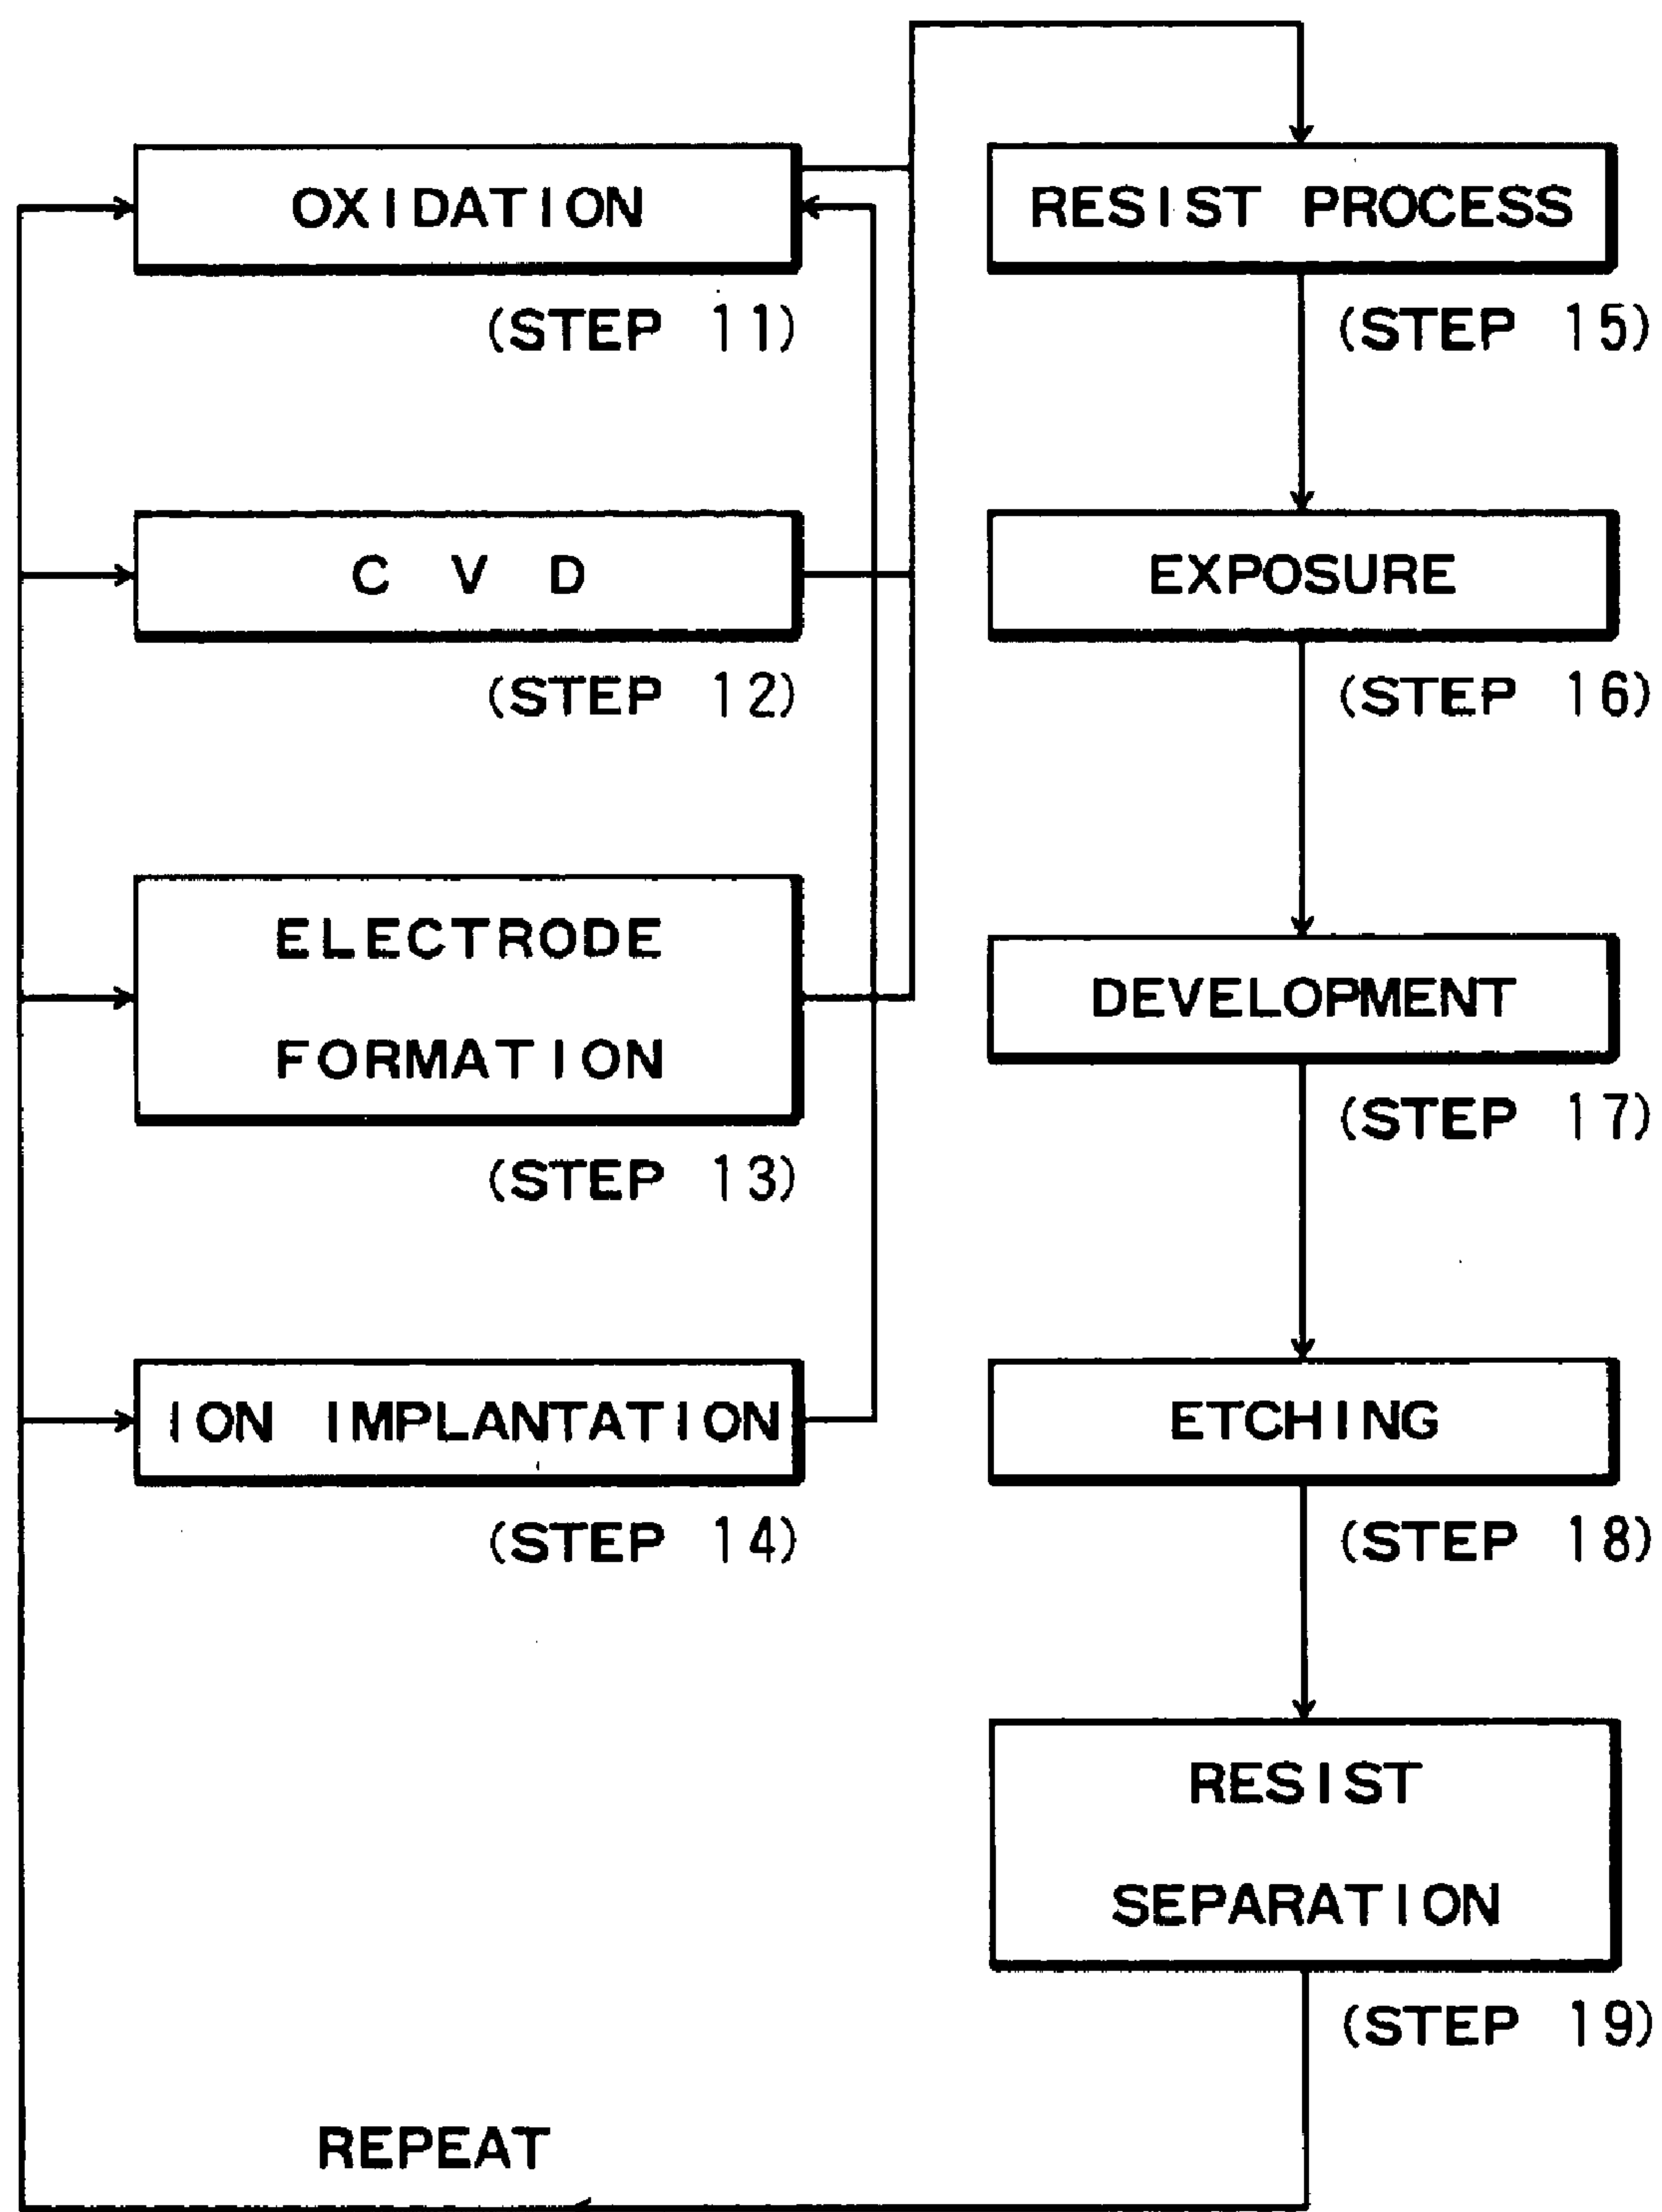 OXIDATION
(STEP 11)
C V D
(STEP 12)
ELECTRODE
FORMATION
(STEP 13)
ION IMPLANTATION
(STEP 14)
RESIST PROCESS
(STEP 15)
EXPOSURE
(STEP 16)
DEVELOPMENT
(STEP 17)
ETCHING
(STEP 18)
RESIST
SEPARATION
(STEP 19)
REPEAT